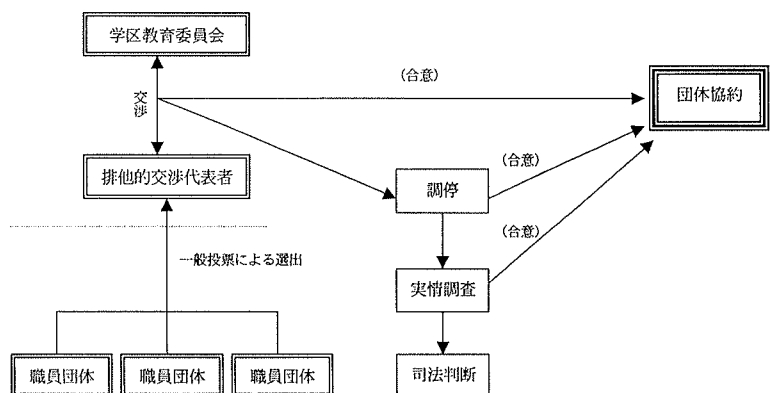 学区教育委員会
(合意)
団体協約
交渉
排他的交渉代表者
調停
(合意)
(合意)
一般投票による選出
実情調査
職員団体
職員団体
職員団体
司法判断